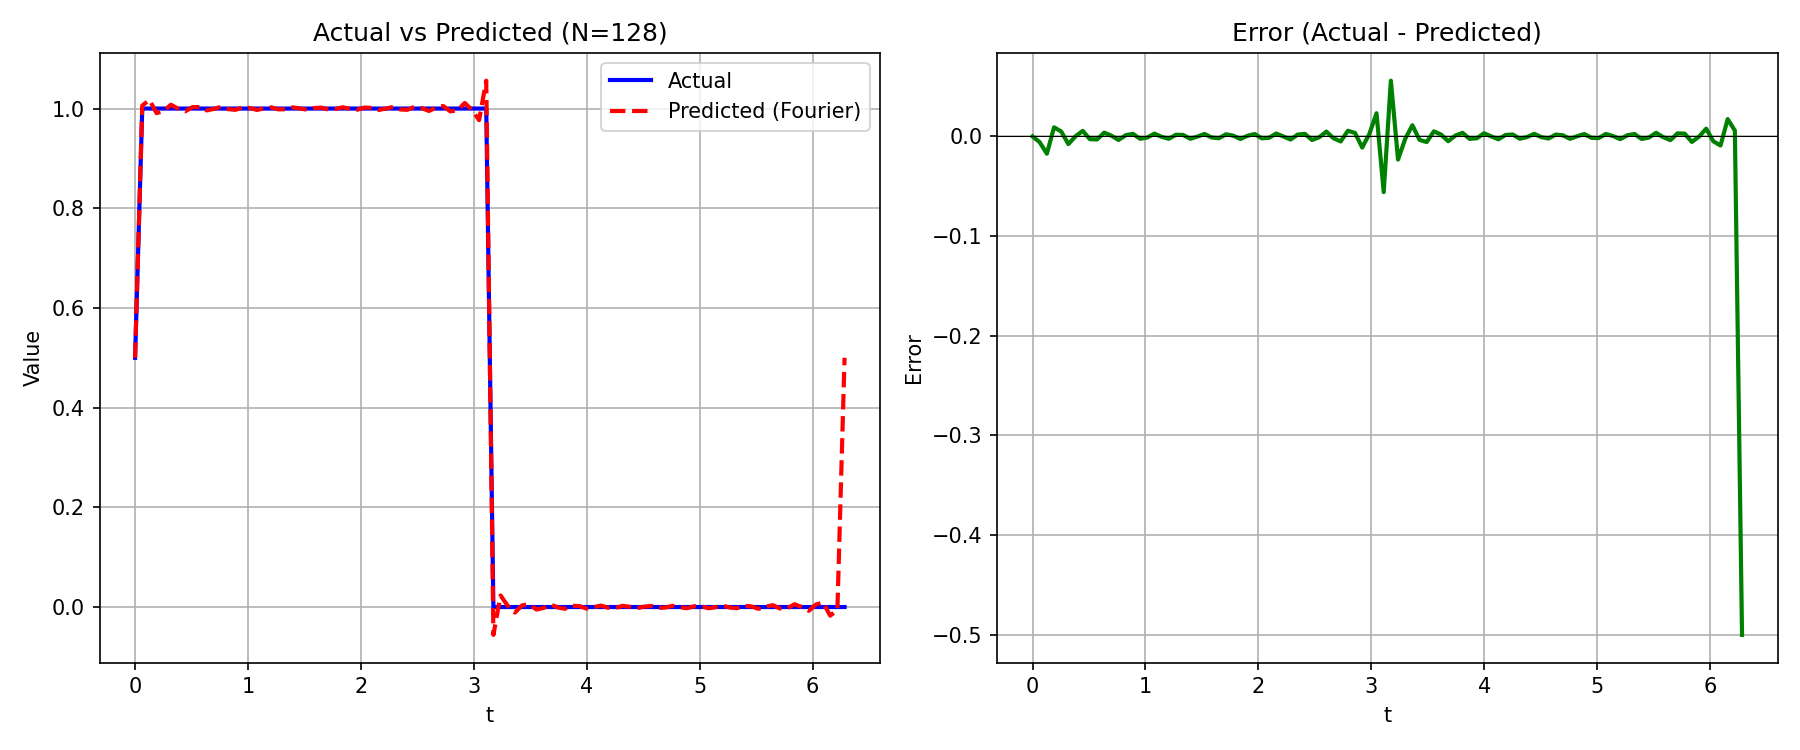 Actual vs Predicted (N=128)
Actual
Predicted (Fourier)
Value
1.0
0.8
0.6
0.4
0.2
0.0
0 1 2 3 4 5 6
t
Error (Actual - Predicted)
Error
0.0
−0.1
−0.2
−0.3
−0.4
−0.5
0 1 2 3 4 5 6
t